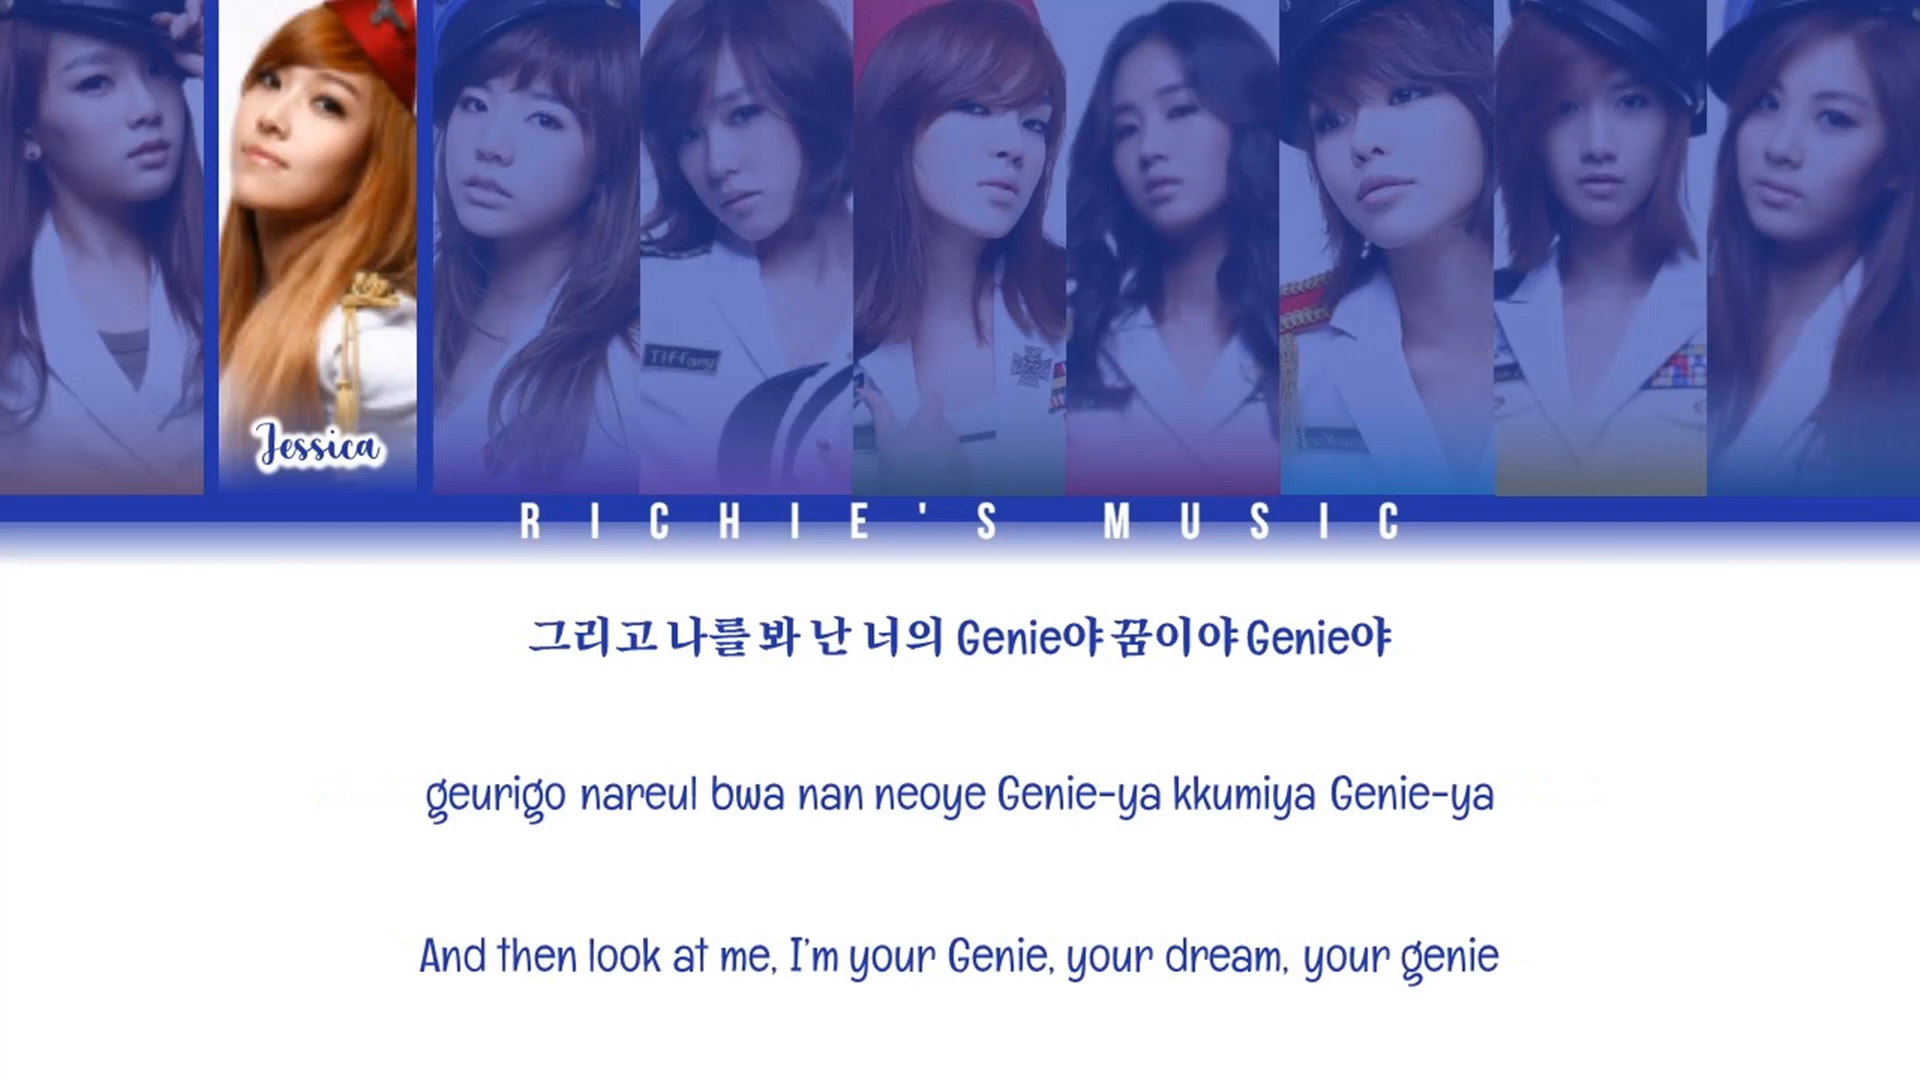 Tiffany
Jessica
RICHIE'S MUSIC
그리고 나를 봐 난 너의 Genie야 꿈이야 Genie야
geurigo nareul bwa nan neoye Genie-ya kkumiya Genie-ya
And then look at me, I'm your Genie, your dream, your genie